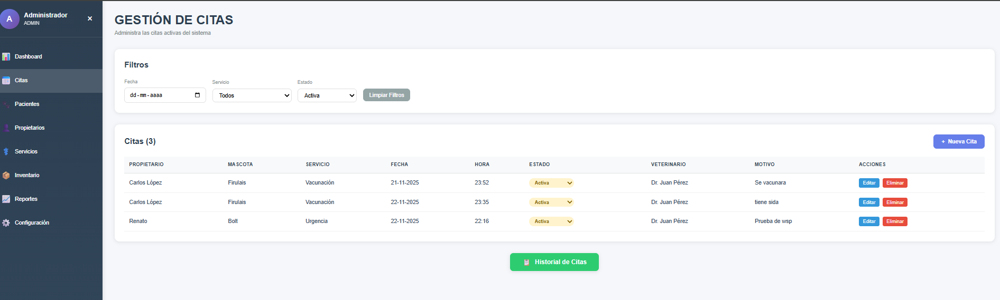 A
Administrador
ADMIN
×
Dashboard
Citas
Pacientes
Propietarios
Servicios
Inventario
Reportes
Configuración
GESTIÓN DE CITAS
Administra las citas activas del sistema
Filtros
Fecha Servicio Estado
dd-mm-aaaa Todos Activa Limpiar Filtros
Citas (3) + Nueva Cita
PROPIETARIO MASCOTA SERVICIO FECHA HORA ESTADO VETERINARIO MOTIVO ACCIONES
Carlos López Firulais Vacunación 21-11-2025 23:52 Activa Dr. Juan Pérez Se vacunara Editar Eliminar
Carlos López Firulais Vacunación 22-11-2025 23:35 Activa Dr. Juan Pérez tiene sida Editar Eliminar
Renato Bolt Urgencia 22-11-2025 22:16 Activa Dr. Juan Pérez Prueba de wsp Editar Eliminar
Historial de Citas